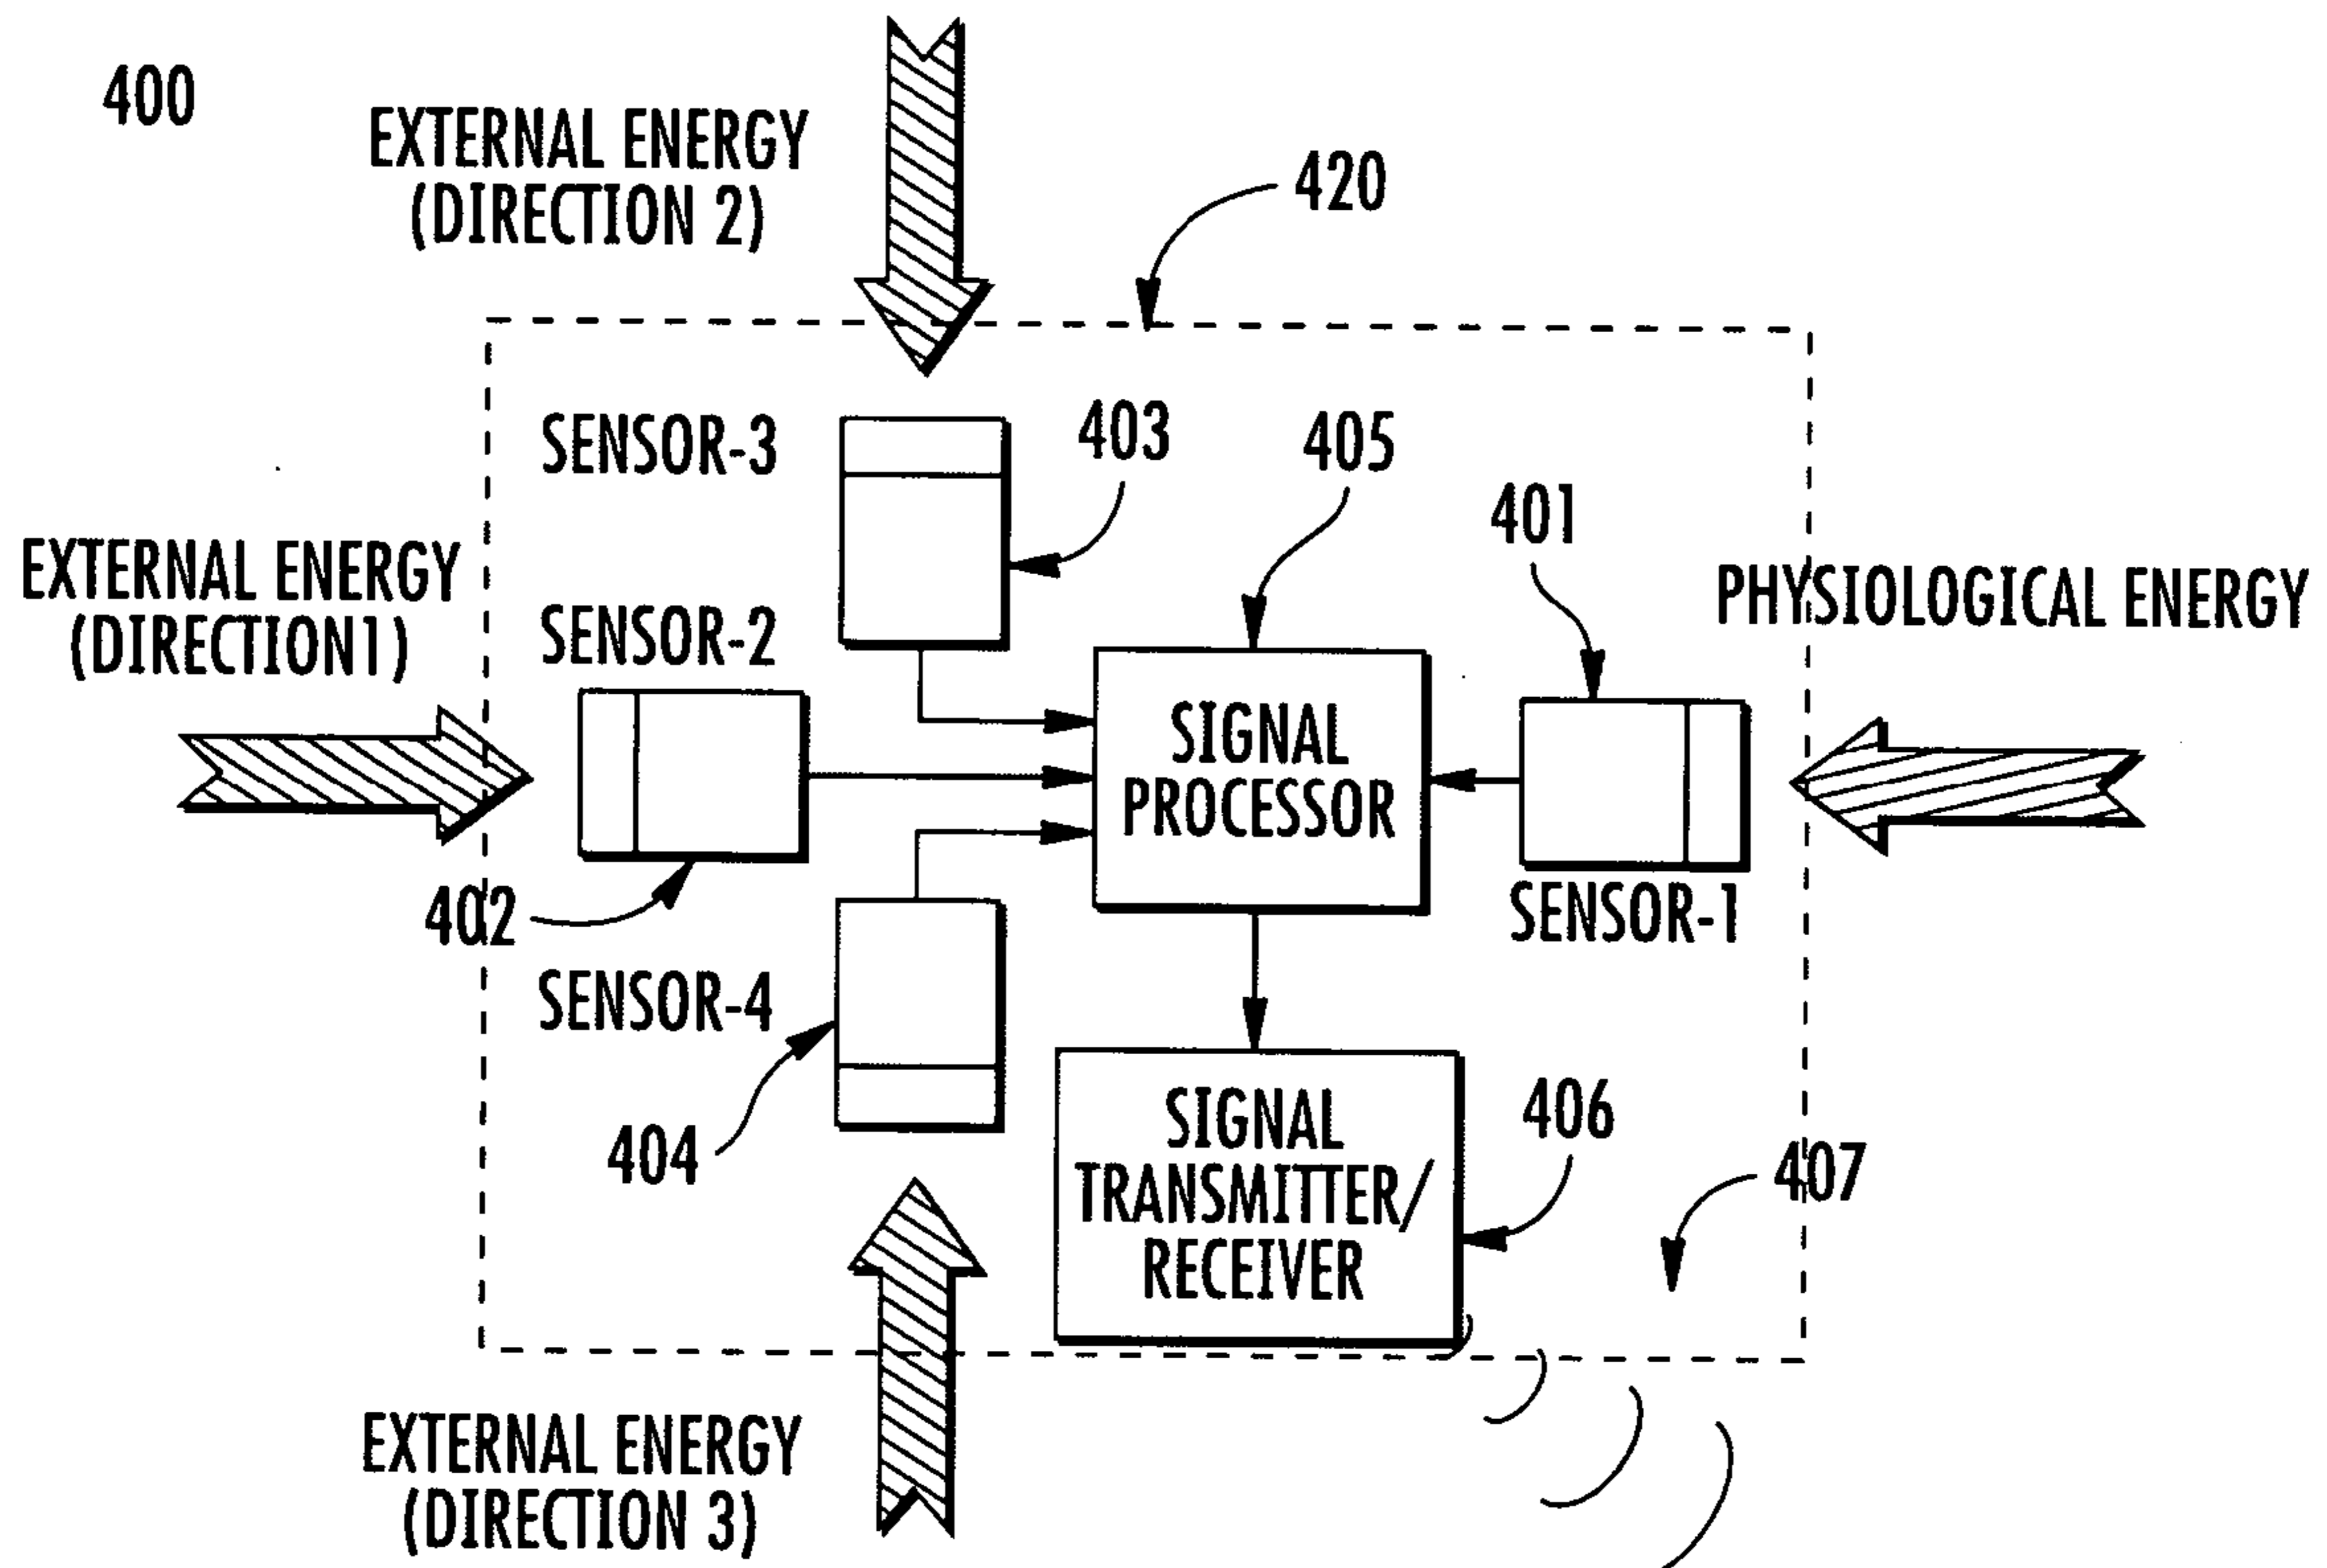 400
EXTERNAL ENERGY
(DIRECTION 2)
420
SENSOR-3
403
405
401
EXTERNAL ENERGY
(DIRECTION1)
SENSOR-2
PHYSIOLOGICAL ENERGY
SIGNAL
PROCESSOR
402
SENSOR-1
SENSOR-4
404
SIGNAL
TRANSMITTER/
RECEIVER
406
407
EXTERNAL ENERGY
(DIRECTION 3)